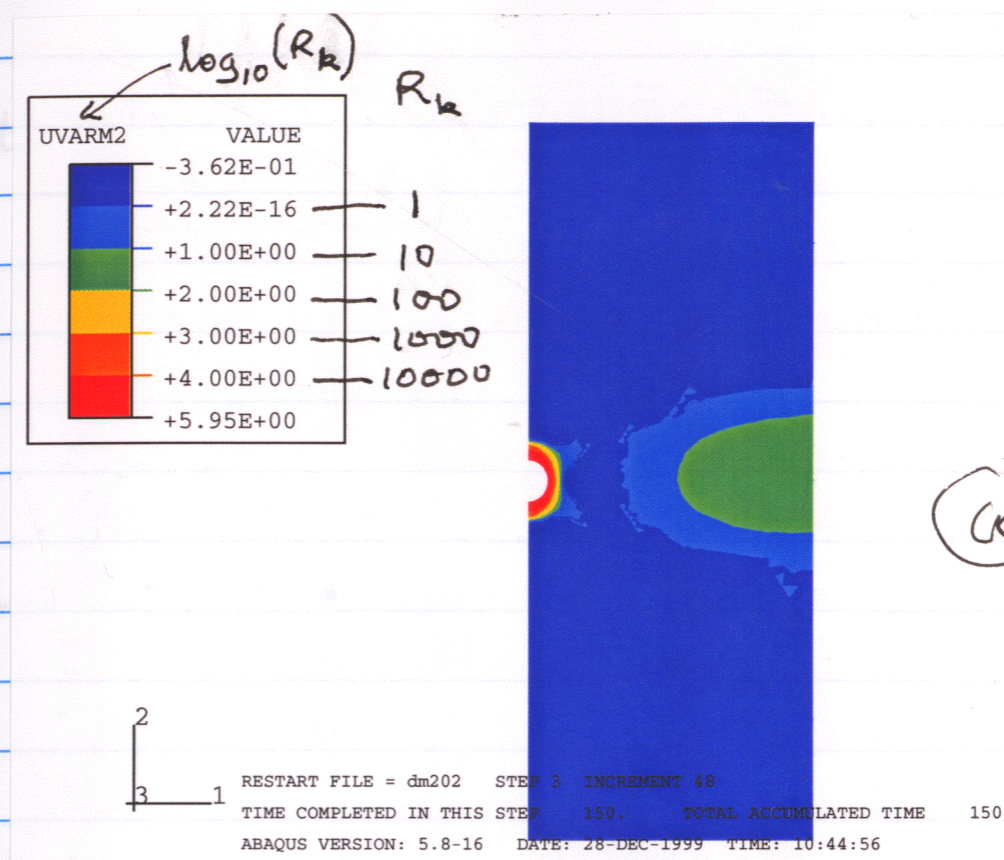 log10(Rk)
Rk
UVARM2 VALUE
-3.62E-01
+2.22E-16 1
+1.00E+00 10
+2.00E+00 100
+3.00E+00 1000
+4.00E+00 10000
+5.95E+00
2
3 1
RESTART FILE = dm202 STEP 3 INCREMENT 48
TIME COMPLETED IN THIS STEP 150. TOTAL ACCUMULATED TIME 150
ABAQUS VERSION: 5.8-16 DATE: 28-DEC-1999 TIME: 10:44:56